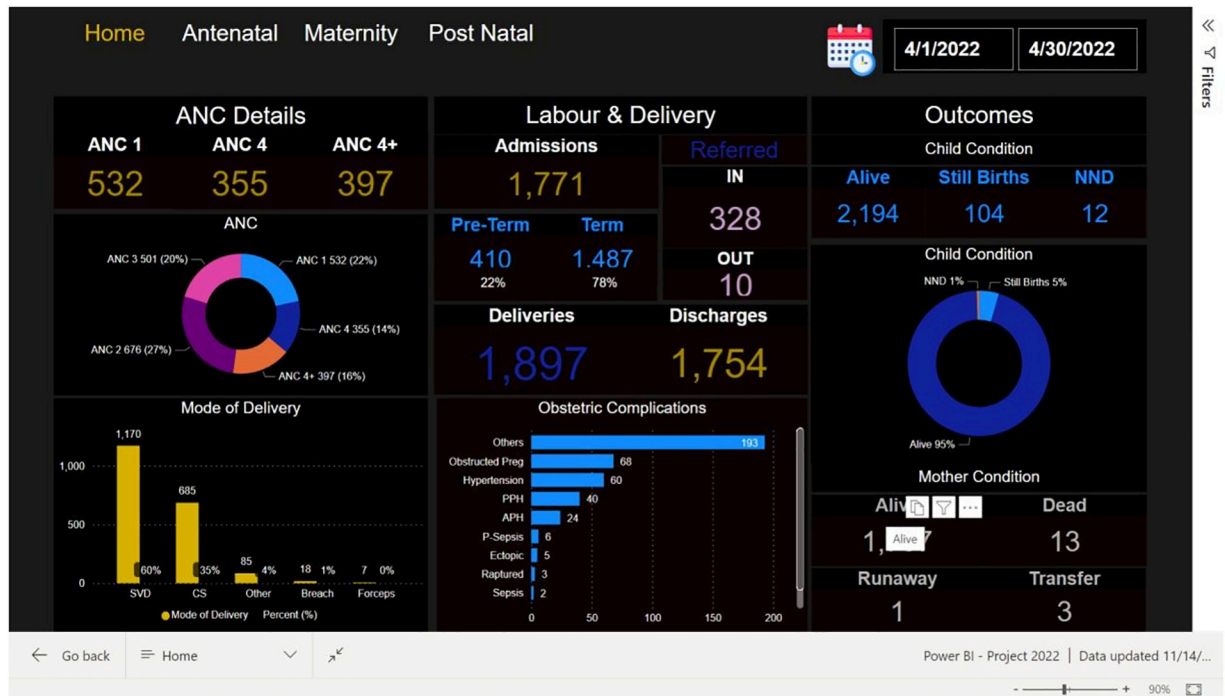 Home Antenatal Maternity Post Natal
4/1/2022 4/30/2022
Filters
ANC Details
ANC 1 ANC 4 ANC 4+
532 355 397
ANC
ANC 3 501 (20%) ANC 1 532 (22%)
ANC 4 355 (14%)
ANC 2 676 (27%)
ANC 4+ 397 (16%)
Mode of Delivery
1,170
1,000
685
500
85
60% 35% 4% 18 1% 7 0%
0
SVD CS Other Breach Forceps
Mode of Delivery Percent (%)
Labour & Delivery
Admissions
1,771
Referred
IN
328
OUT
10
Pre-Term Term
410 1.487
22% 78%
Deliveries Discharges
1,897 1,754
Obstetric Complications
Others 193
Obstructed Preg 68
Hypertension 60
PPH 40
APH 24
P-Sepsis 6
Ectopic 5
Raptured 3
Sepsis 2
0 50 100 150 200
Outcomes
Child Condition
Alive Still Births NND
2,194 104 12
Child Condition
NND 1% Still Births 5%
Alive 95%
Mother Condition
Dead
Alive
13
Runaway Transfer
1 3
Go back Home
Power BI - Project 2022 | Data updated 11/14/...
- + 90%